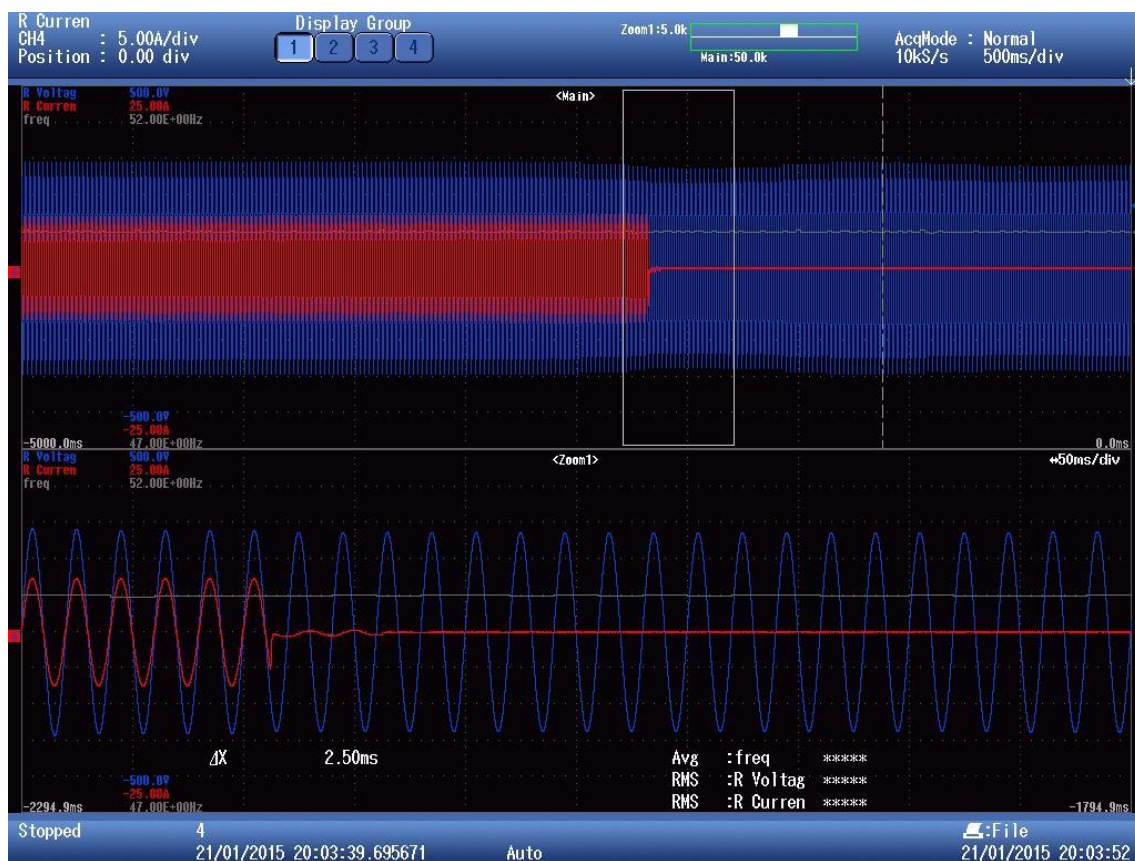 R Curren
CH4 : 5.00A/div
Position : 0.00 div
Display Group
1 2 3 4
Zoom1:5.0k
Main:50.0k
AcqMode : Normal
10kS/s 500ms/div
R Voltag 500.0V
R Curren 25.00A
freq 52.00E+00Hz
<Main>
-500.0V
-25.00A
-5000.0ms 47.00E+00Hz 0.0ms
R Voltag 500.0V
R Curren 25.00A
freq 52.00E+00Hz
<Zoom1>
50ms/div
ΔX 2.50ms
Avg :freq *****
RMS :R Voltag *****
RMS :R Curren *****
-500.0V
-25.00A
-2294.9ms 47.00E+00Hz -1794.9ms
Stopped 4 :File
21/01/2015 20:03:39.695671 Auto 21/01/2015 20:03:52